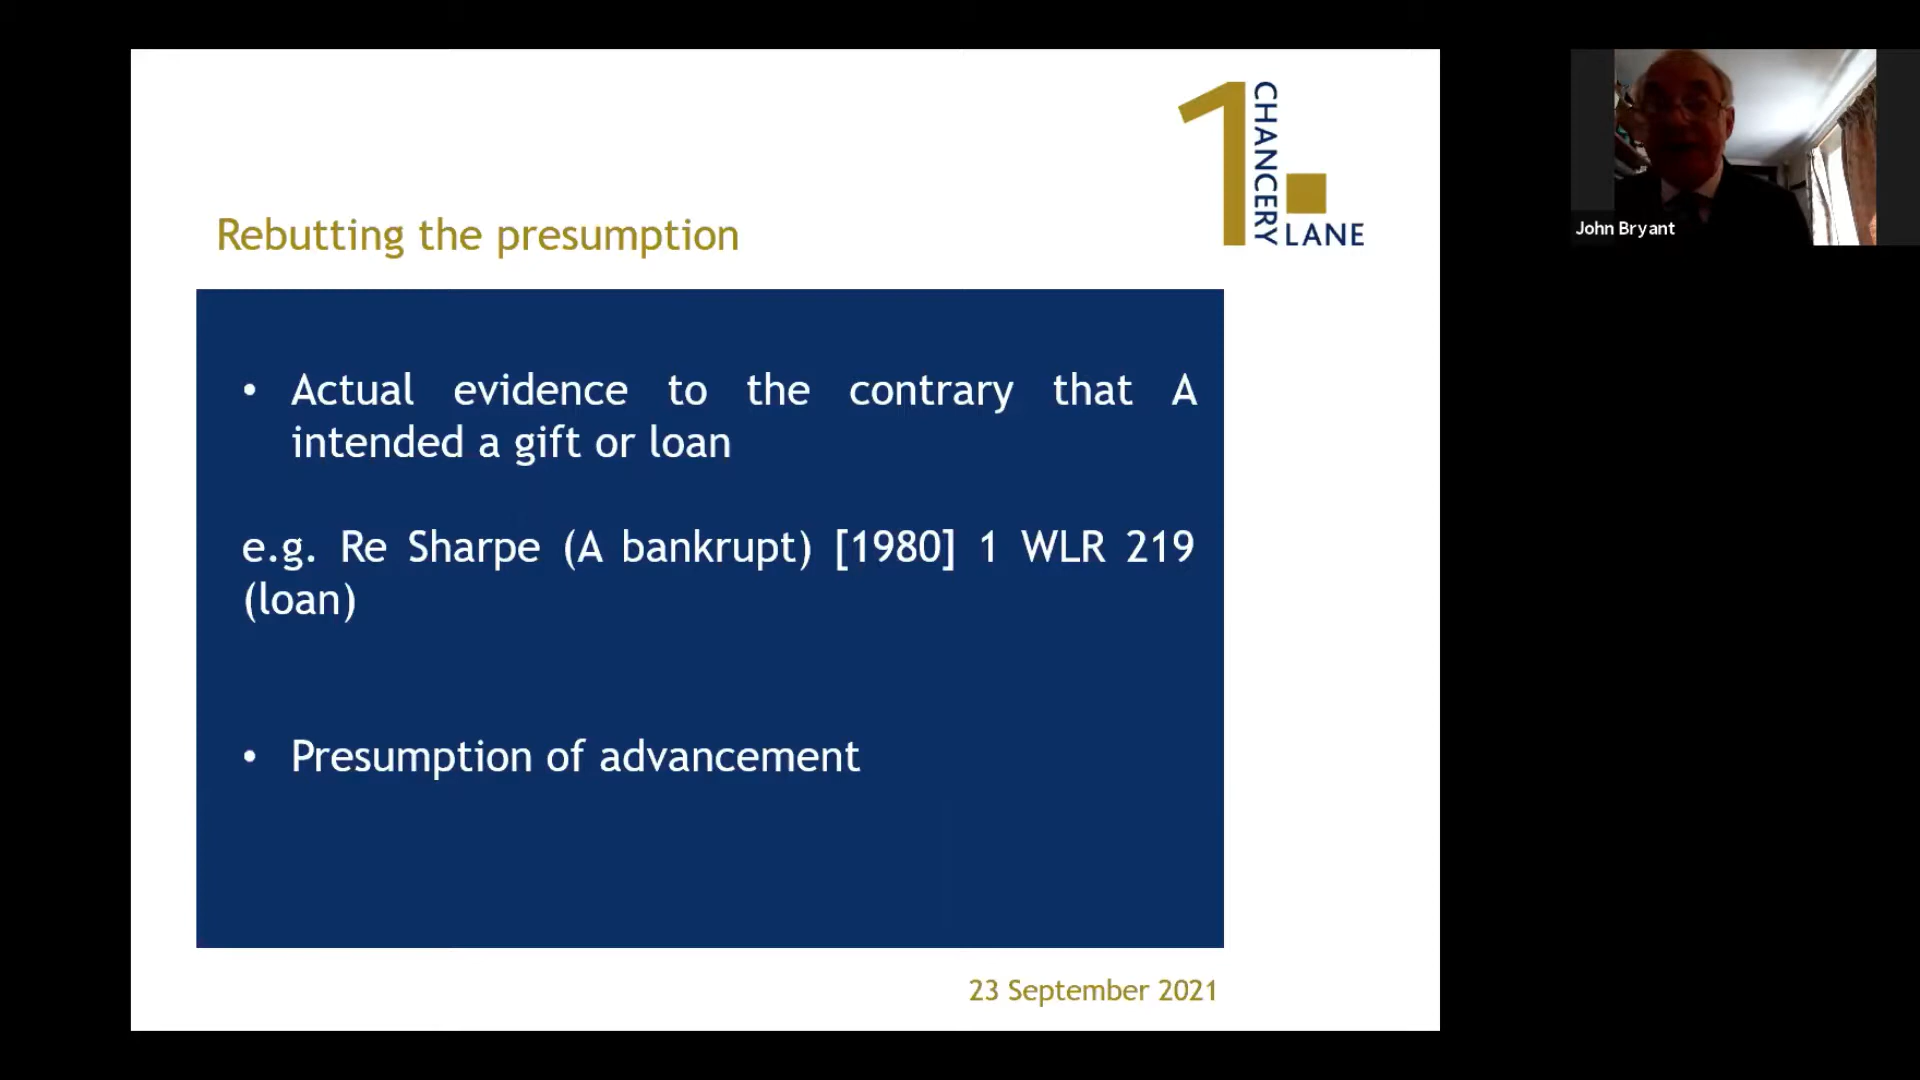 1 CHANCERY LANE
John Bryant
Rebutting the presumption
• Actual evidence to the contrary that A
intended a gift or loan
e.g. Re Sharpe (A bankrupt) [1980] 1 WLR 219
(loan)
• Presumption of advancement
23 September 2021